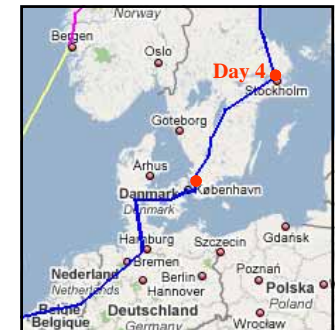 Norway
Bergen
Oslo
Day 4
Stockholm
Goteborg
Århus
Danmark
København
Denmark
Hamburg
Szczecin
Gdańsk
Nederland
Bremen
Netherlands
Berlin
Poznań
Hannover
Polska
Poland
België
Deutschland
Belgique
Germany
Wrocław